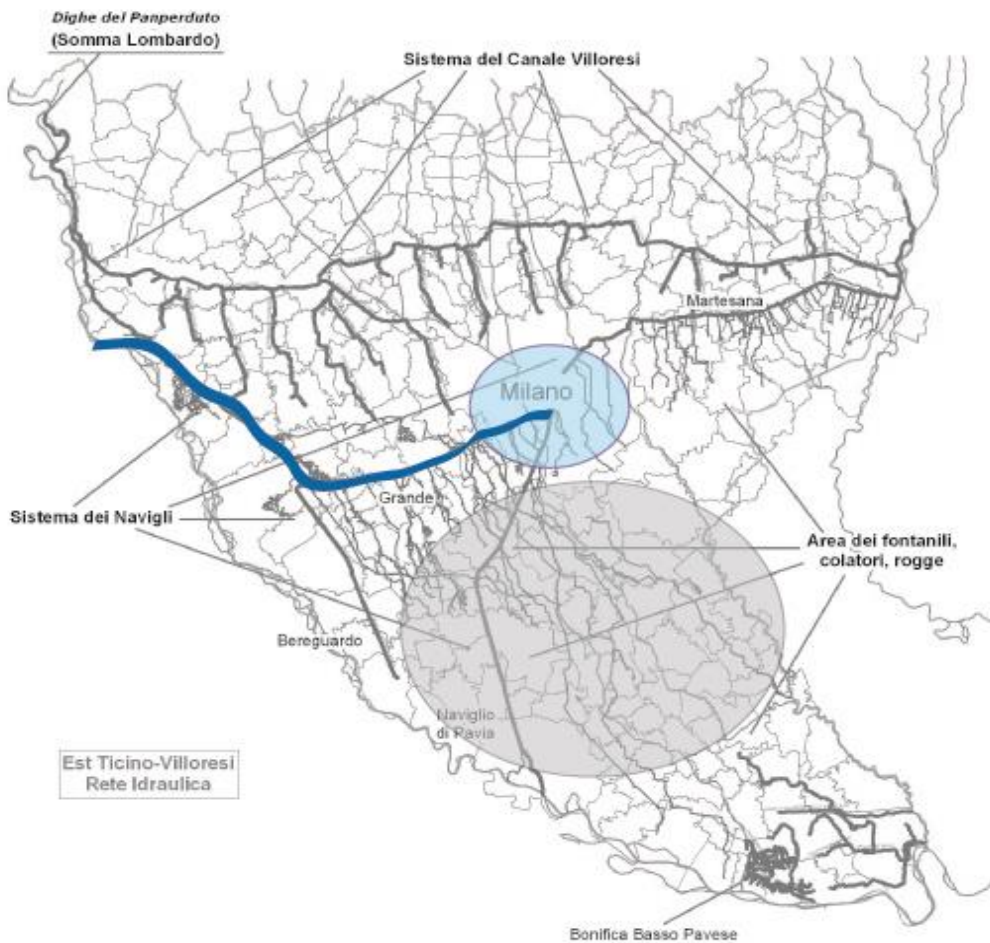 Dighe del Panperduto
(Somma Lombardo)
Sistema del Canale Villoresi
Martesana
Milano
Grande
Sistema dei Navigli
Area dei fontanili,
colatori, rogge
Bereguardo
Naviglio
di Pavia
Est Ticino-Villoresi
Rete Idraulica
Bonifica Basso Pavese